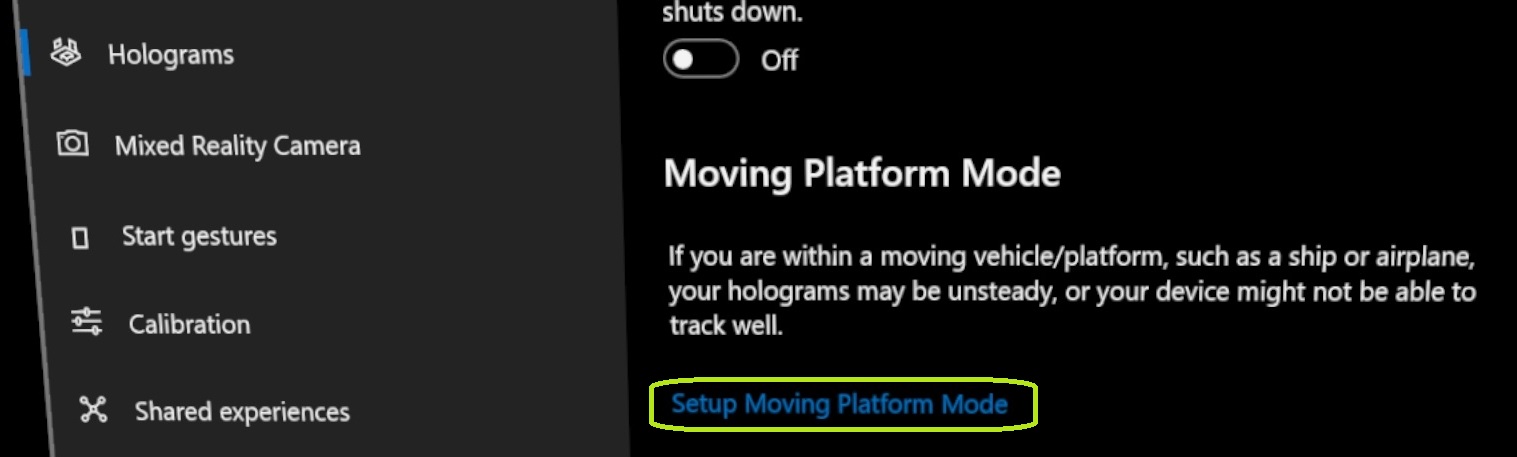 Holograms
Mixed Reality Camera
Start gestures
Calibration
Shared experiences
shuts down.
Off
Moving Platform Mode
If you are within a moving vehicle/platform, such as a ship or airplane,
your holograms may be unsteady, or your device might not be able to
track well.
Setup Moving Platform Mode